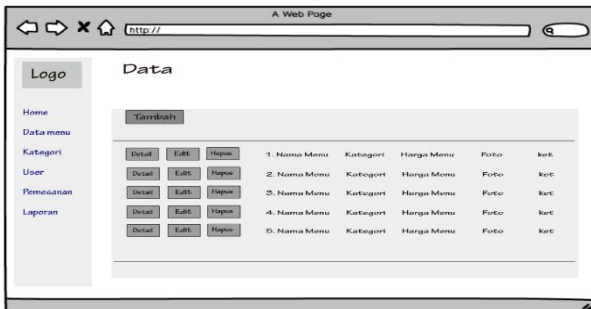 A Web Page
http://
Logo
Data
Home
Data menu
Kategori
User
Pemesanan
Laporan
Tambah
Detail Edit Hapus 1. Nama Menu Kategori Harga Menu Foto ket
Detail Edit Hapus 2. Nama Menu Kategori Harga Menu Foto ket
Detail Edit Hapus 3. Nama Menu Kategori Harga Menu Foto ket
Detail Edit Hapus 4. Nama Menu Kategori Harga Menu Foto ket
Detail Edit Hapus 5. Nama Menu Kategori Harga Menu Foto ket